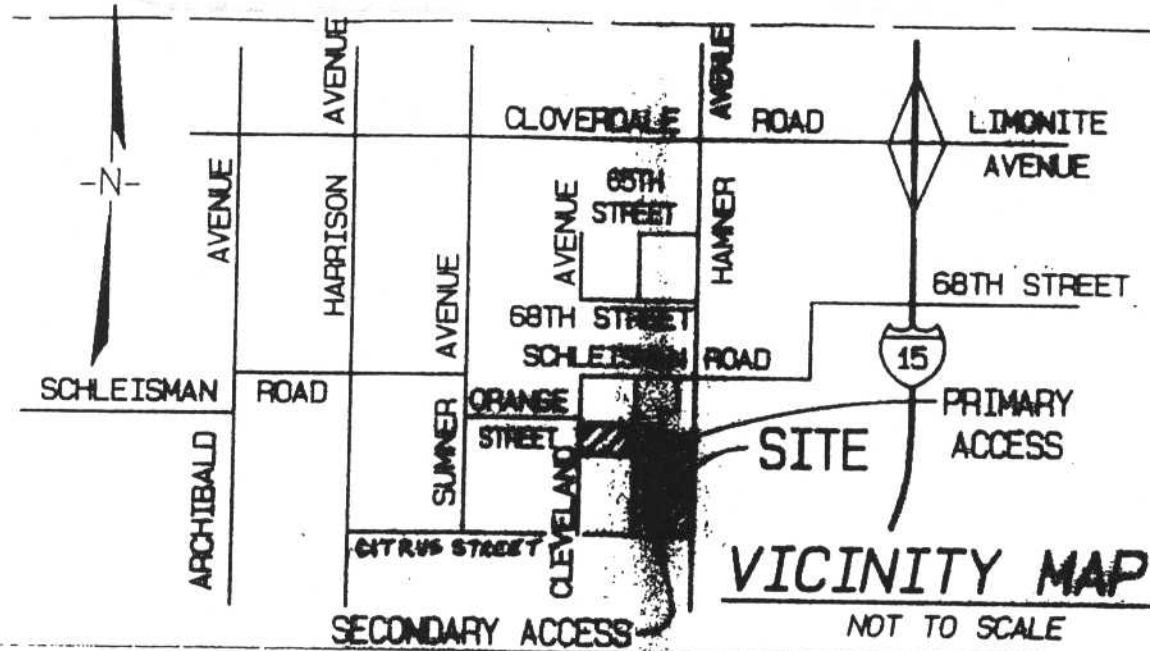 AVENUE
AVENUE
CLOVERDALE ROAD
LIMONITE
AVENUE
-N-
65TH
STREET
AVENUE
HARRISON
AVENUE
HAMNER
AVENUE
68TH STREET
68TH STREET
SCHLEISMAN ROAD
15
SCHLEISMAN ROAD
ORANGE
STREET
PRIMARY
ACCESS
SITE
SUMNER
CLEVELAND
ARCHIBALD
CITRUS STREET
VICINITY MAP
NOT TO SCALE
SECONDARY ACCESS